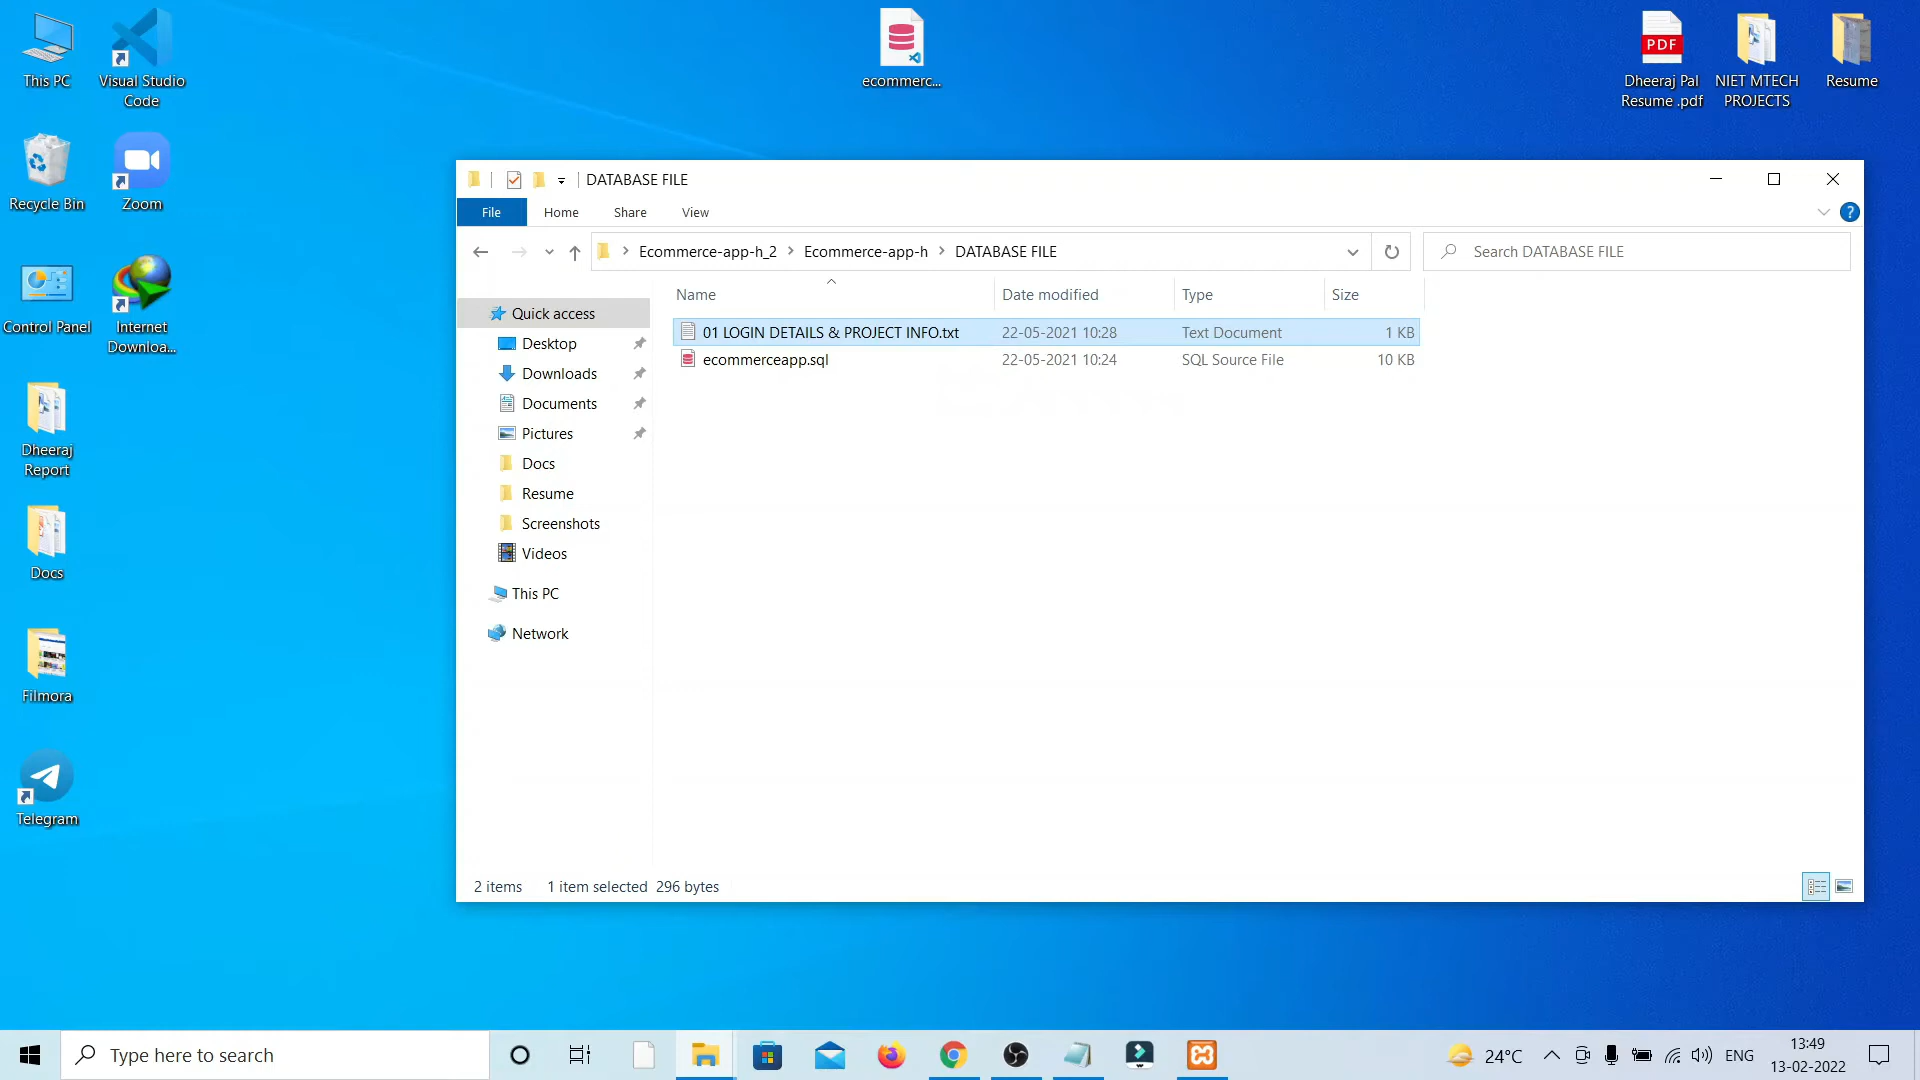 This PC
Visual Studio
Code
ecommerc...
PDF
Dheeraj Pal
Resume .pdf
NIET MTECH
PROJECTS
Resume
Recycle Bin
Zoom
Control Panel
Internet
Downloa...
Dheeraj
Report
Docs
Filmora
Telegram
DATABASE FILE
File
Home
Share
View
?
Ecommerce-app-h_2
Ecommerce-app-h
DATABASE FILE
Search DATABASE FILE
Name
Date modified
Type
Size
01 LOGIN DETAILS & PROJECT INFO.txt
22-05-2021 10:28
Text Document
1 KB
ecommerceapp.sql
22-05-2021 10:24
SQL Source File
10 KB
Quick access
Desktop
Downloads
Documents
Pictures
Docs
Resume
Screenshots
Videos
This PC
Network
2 items
1 item selected
296 bytes
Type here to search
24°C
ENG
13:49
13-02-2022